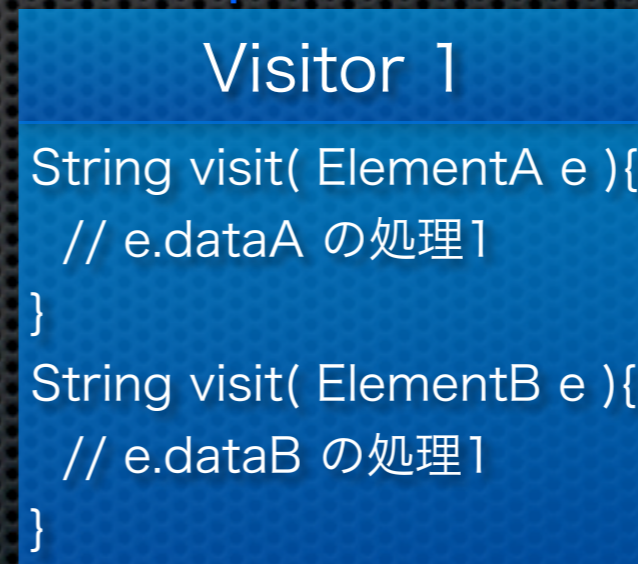 Visitor 1
String visit( ElementA e ){
// e.dataA の処理1
}
String visit( ElementB e ){
// e.dataB の処理1
}